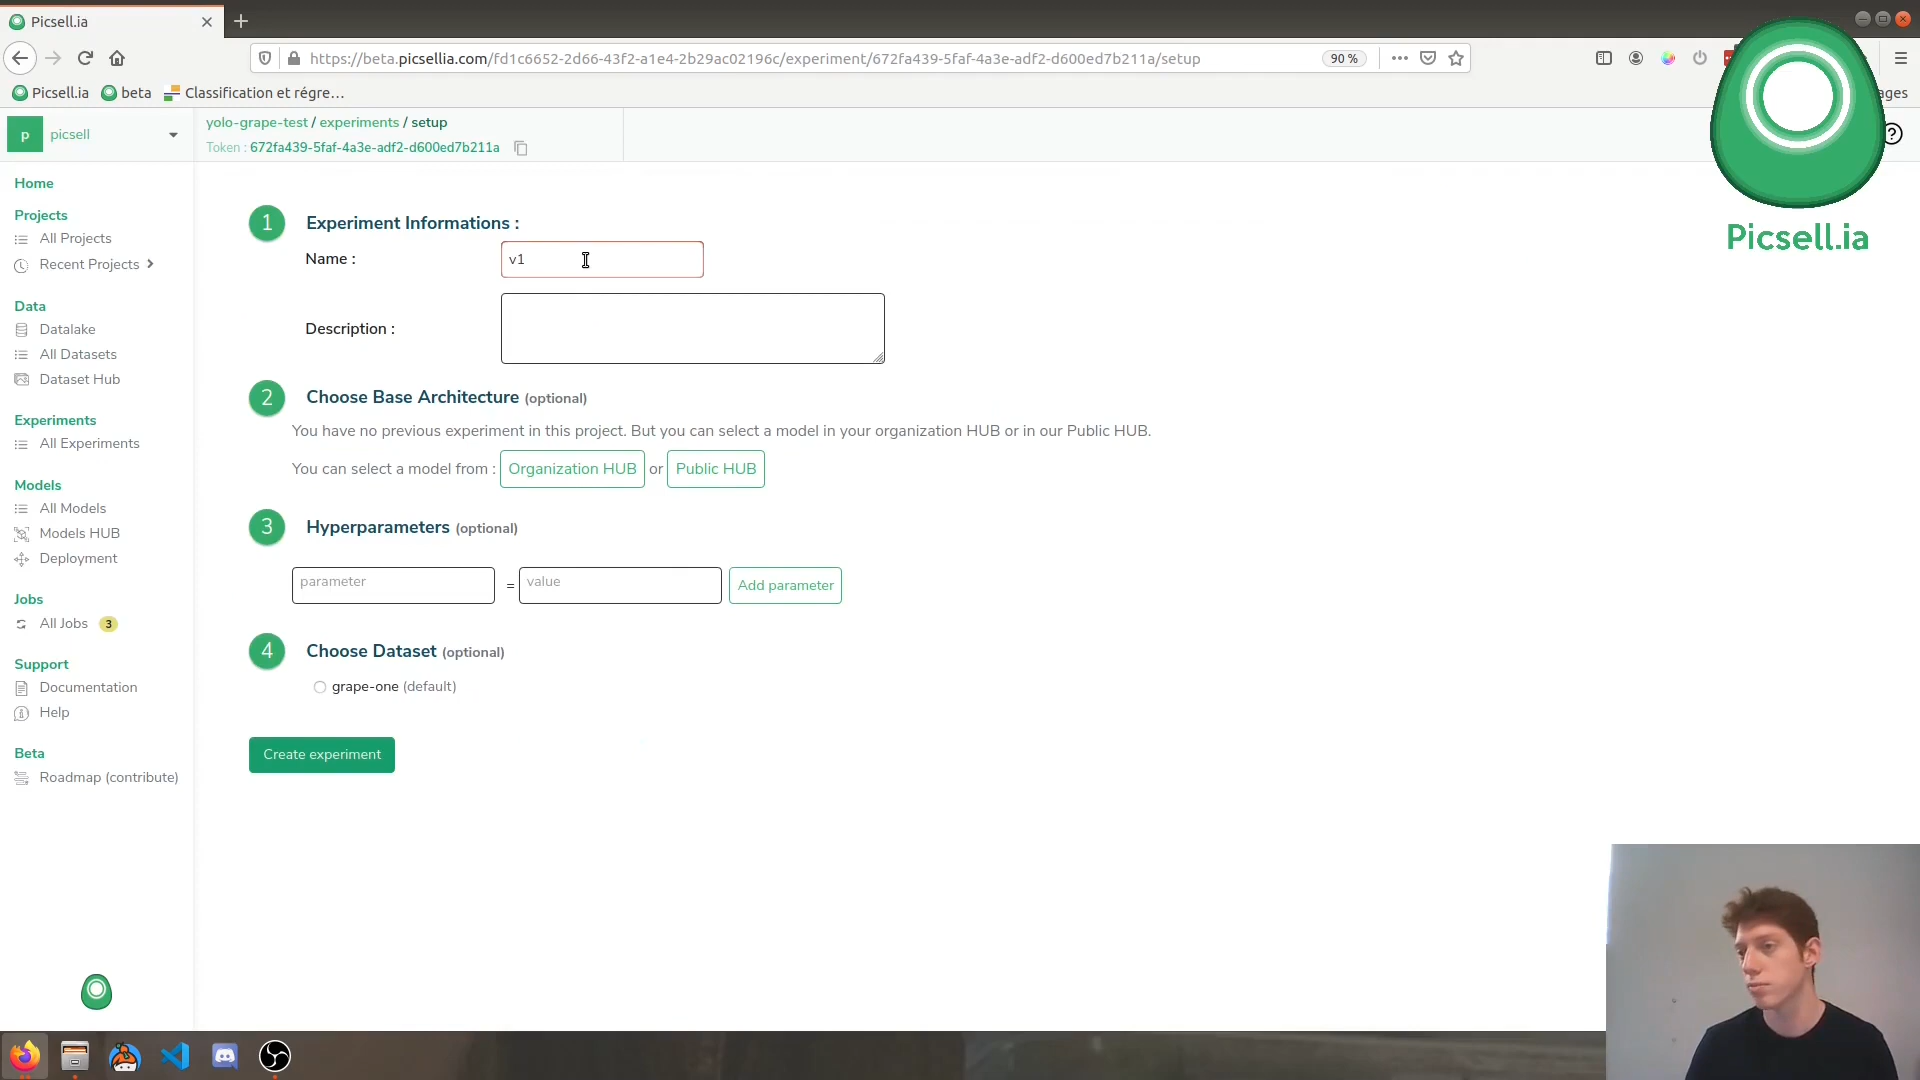 Picsell.ia
https://beta.picsellia.com/fd1c6652-2d66-43f2-a1e4-2b29ac02196c/experiment/672fa439-5faf-4a3e-adf2-d600ed7b211a/setup
90 %
Picsell.ia
beta
Classification et régre…
ages
p
picsell
yolo-grape-test / experiments / setup
Token : 672fa439-5faf-4a3e-adf2-d600ed7b211a
?
Picsell.ia
Home
Projects
All Projects
Recent Projects
Data
Datalake
All Datasets
Dataset Hub
Experiments
All Experiments
Models
All Models
Models HUB
Deployment
Jobs
All Jobs 3
Support
Documentation
Help
Beta
Roadmap (contribute)
1 Experiment Informations :
Name : v1
Description :
2 Choose Base Architecture (optional)
You have no previous experiment in this project. But you can select a model in your organization HUB or in our Public HUB.
You can select a model from : Organization HUB or Public HUB
3 Hyperparameters (optional)
parameter = value Add parameter
4 Choose Dataset (optional)
grape-one (default)
Create experiment